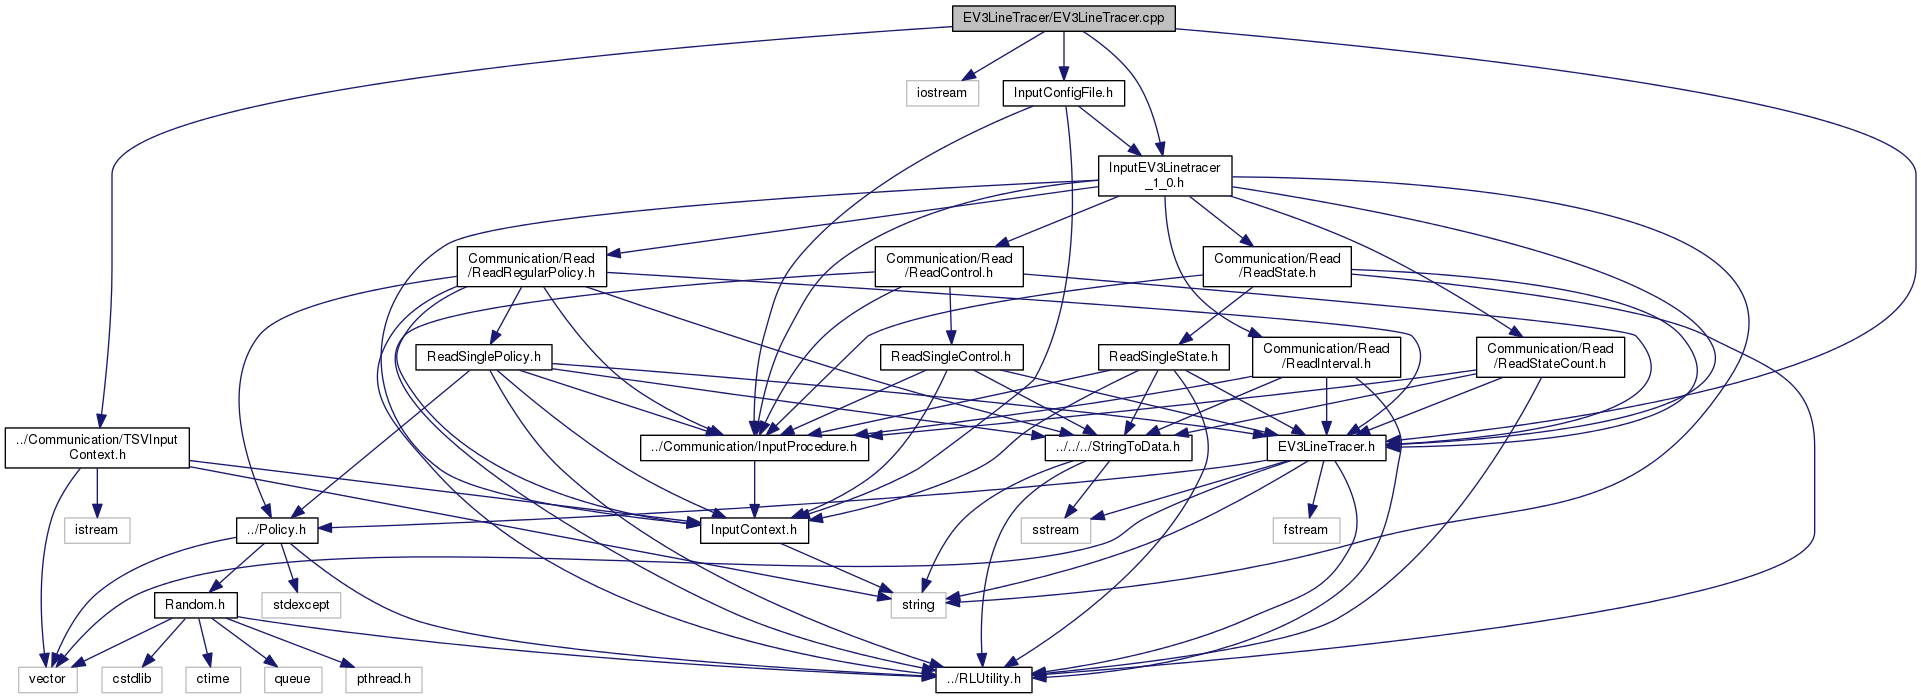 EV3LineTracer/EV3LineTracer.cpp
iostream
InputConfigFile.h
InputEV3Linetracer
_1_0.h
Communication/Read
/ReadRegularPolicy.h
Communication/Read
/ReadControl.h
Communication/Read
/ReadState.h
ReadSinglePolicy.h
ReadSingleControl.h
ReadSingleState.h
Communication/Read
/ReadInterval.h
Communication/Read
/ReadStateCount.h
../Communication/TSVInput
Context.h
../Communication/InputProcedure.h
../../../StringToData.h
EV3LineTracer.h
istream
../Policy.h
InputContext.h
sstream
fstream
Random.h
stdexcept
string
vector
cstdlib
ctime
queue
pthread.h
../RLUtility.h